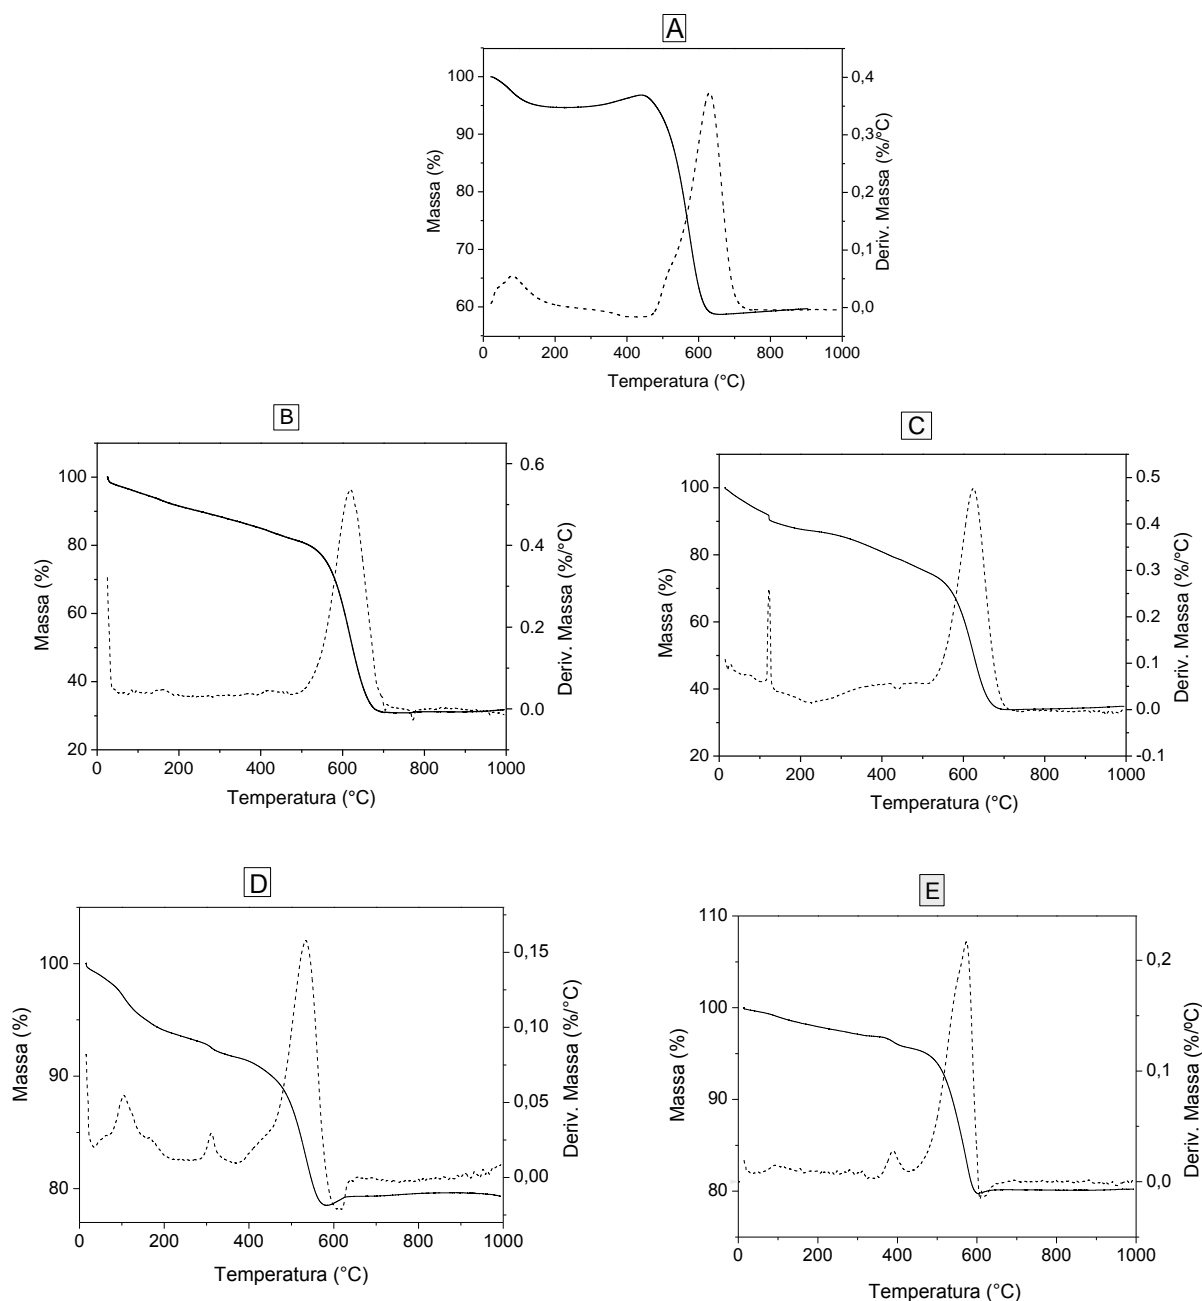 A
100
90
80
70
60
Massa (%)
0,4
0,3
0,2
0,1
0,0
Deriv. Massa (%/°C)
0 200 400 600 800 1000
Temperatura (°C)
B
100
80
60
40
20
Massa (%)
0.6
0.4
0.2
0.0
Deriv. Massa (%/°C)
0 200 400 600 800 1000
Temperatura (°C)
C
100
80
60
40
20
Massa (%)
0.5
0.4
0.3
0.2
0.1
0.0
-0.1
Deriv. Massa (%/°C)
0 200 400 600 800 1000
Temperatura (°C)
D
100
90
80
Massa (%)
0,15
0,10
0,05
0,00
Deriv. Massa (%/°C)
0 200 400 600 800 1000
Temperatura (°C)
E
110
100
90
80
Massa (%)
0,2
0,1
0,0
Deriv. Massa (%/ºC)
0 200 400 600 800 1000
Temperatura (°C)